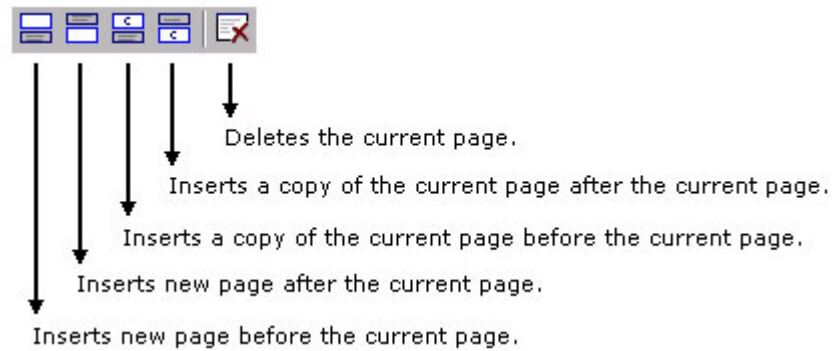 C
C
Deletes the current page.
Inserts a copy of the current page after the current page.
Inserts a copy of the current page before the current page.
Inserts new page after the current page.
Inserts new page before the current page.